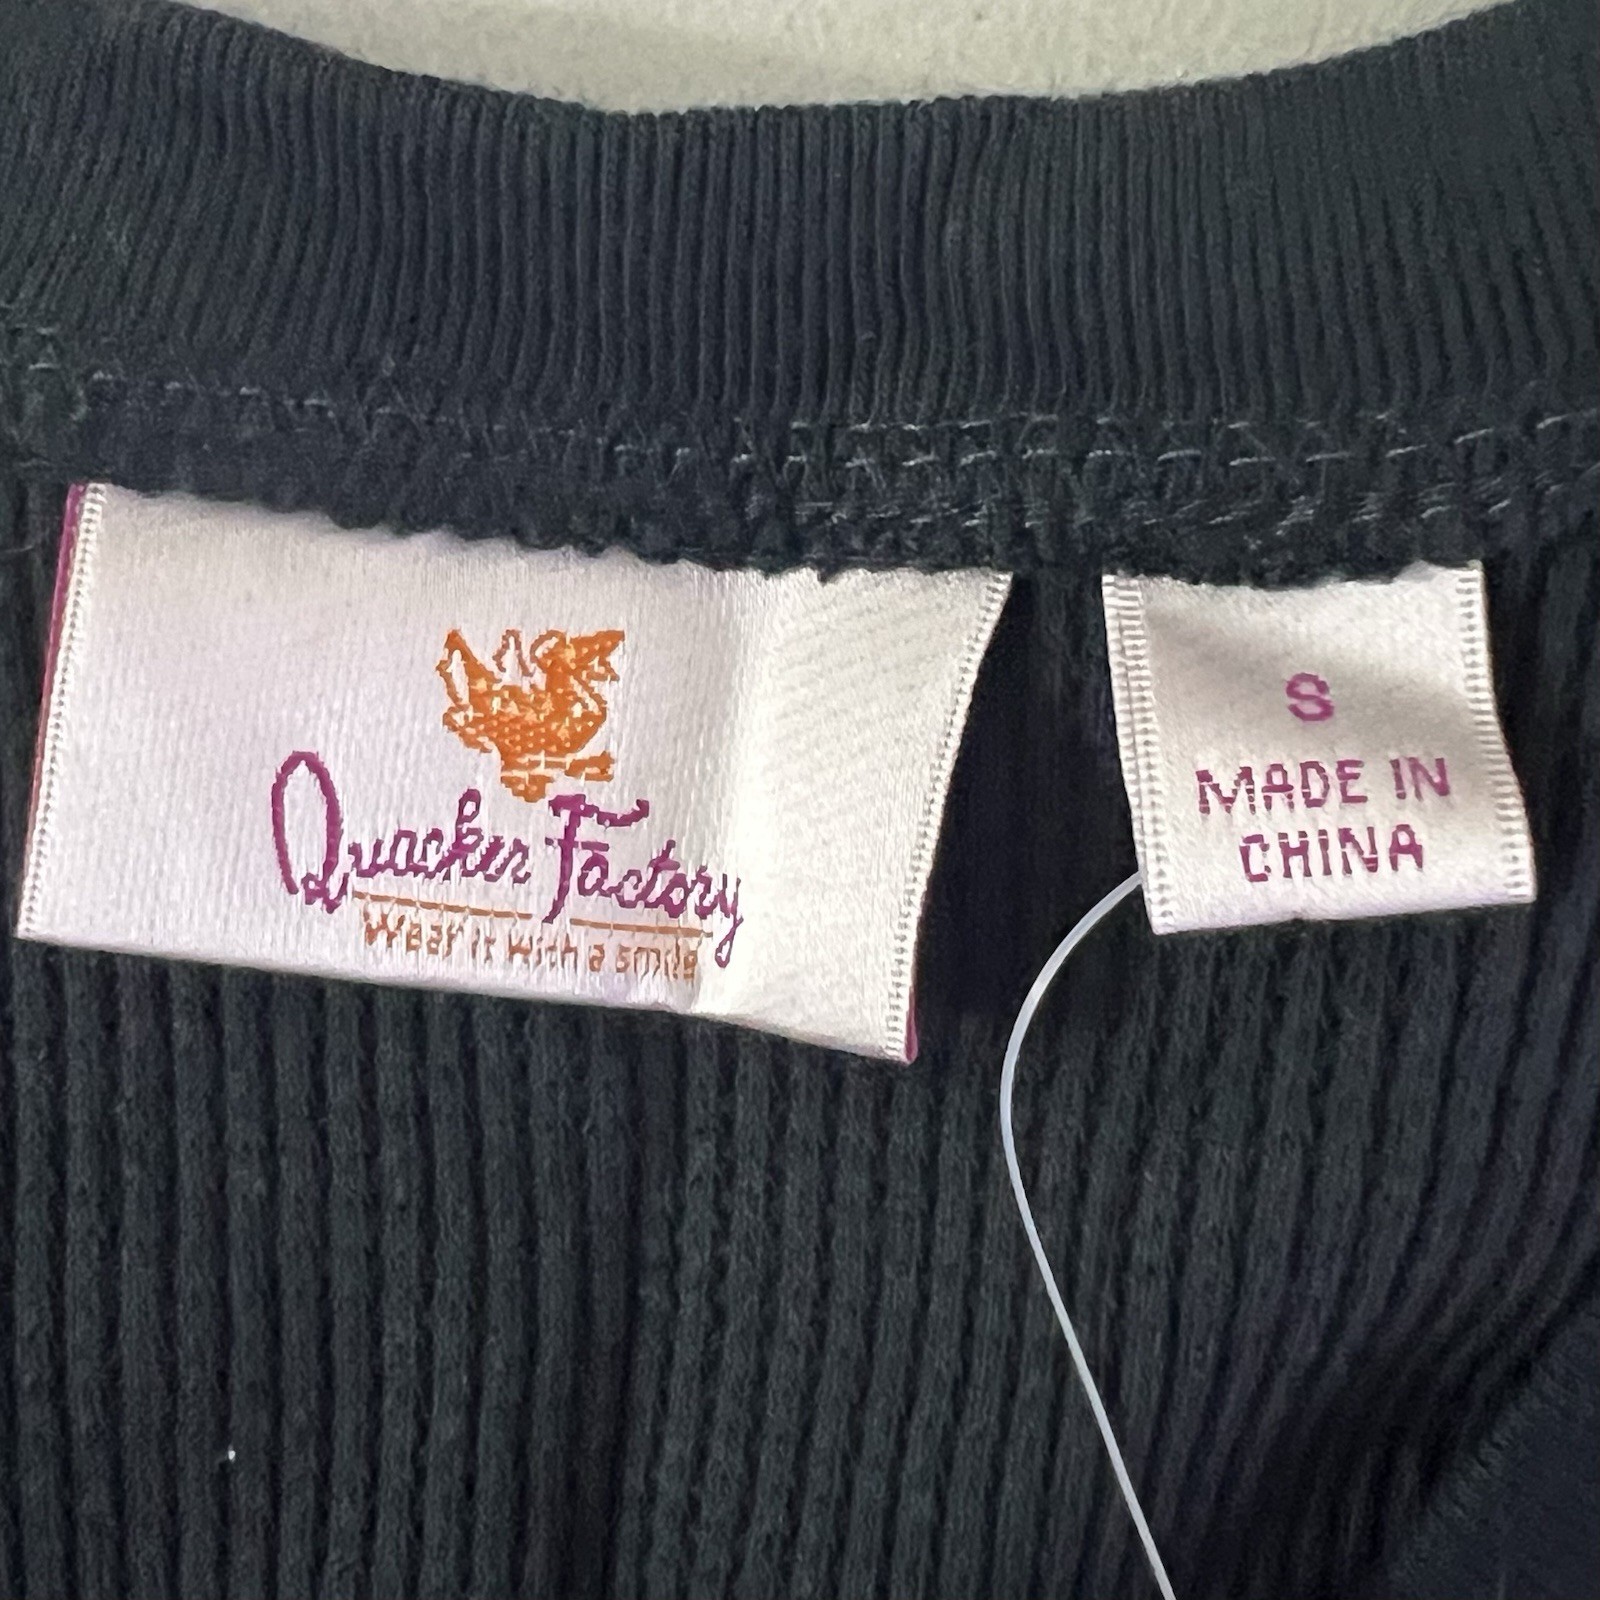 Quacker Factory
Wear it with a smile
S
MADE IN
CHINA